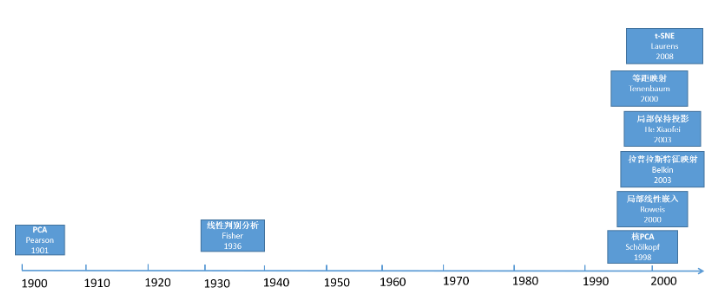 t-SNE
Laurens
2008
等距映射
Tenenbaum
2000
局部保持投影
He Xiaofei
2003
拉普拉斯特征映射
Belkin
2003
局部线性嵌入
Roweis
2000
核PCA
Schölkopf
1998
线性判别分析
Fisher
1936
PCA
Pearson
1901
1900 1910 1920 1930 1940 1950 1960 1970 1980 1990 2000